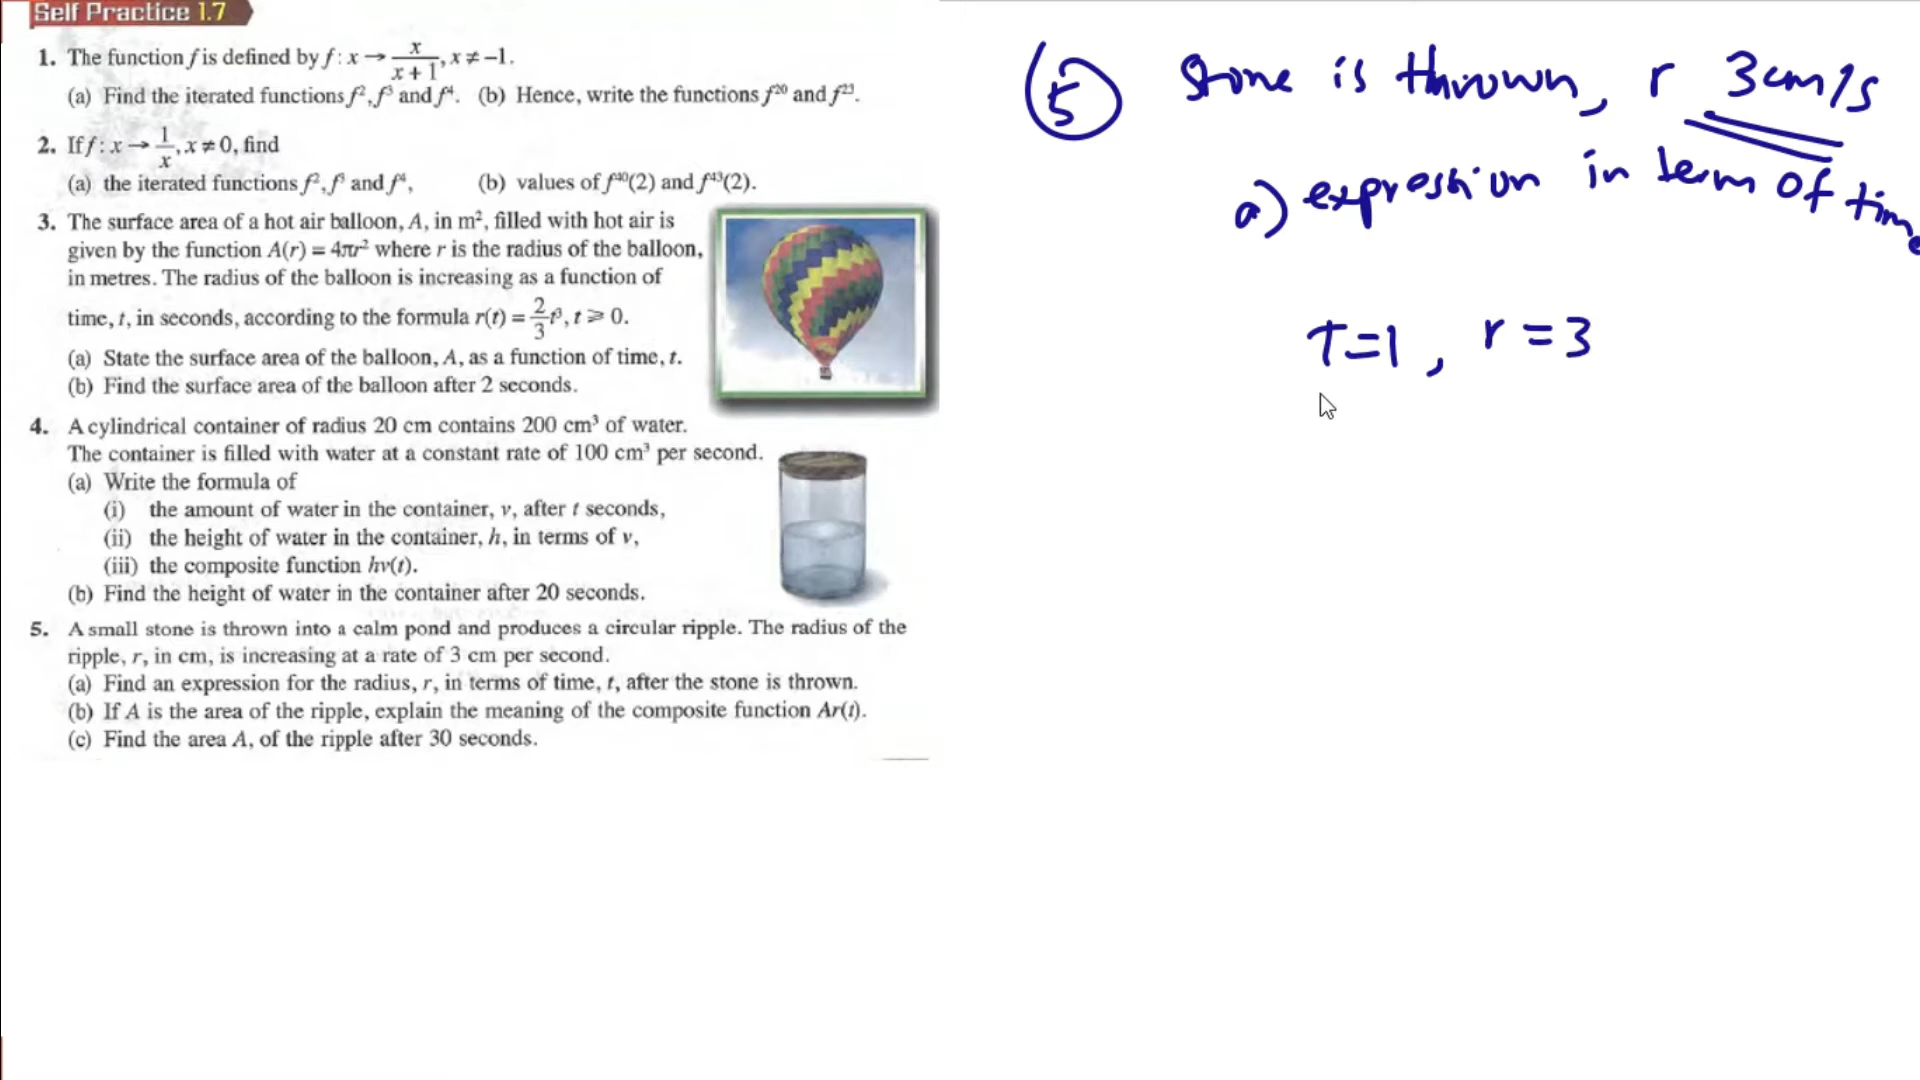 Self Practice 1.7
1. The function f is defined by f : x → x/(x + 1), x ≠ −1.
(a) Find the iterated functions f², f³ and f⁴. (b) Hence, write the functions f²⁰ and f²³.
2. If f : x → 1/x, x ≠ 0, find
(a) the iterated functions f², f³ and f⁴, (b) values of f⁴⁰(2) and f⁴³(2).
3. The surface area of a hot air balloon, A, in m², filled with hot air is
given by the function A(r) = 4πr² where r is the radius of the balloon,
in metres. The radius of the balloon is increasing as a function of
time, t, in seconds, according to the formula r(t) = 2/3 t³, t ⩾ 0.
(a) State the surface area of the balloon, A, as a function of time, t.
(b) Find the surface area of the balloon after 2 seconds.
4. A cylindrical container of radius 20 cm contains 200 cm³ of water.
The container is filled with water at a constant rate of 100 cm³ per second.
(a) Write the formula of
(i) the amount of water in the container, v, after t seconds,
(ii) the height of water in the container, h, in terms of v,
(iii) the composite function hv(t).
(b) Find the height of water in the container after 20 seconds.
5. A small stone is thrown into a calm pond and produces a circular ripple. The radius of the
ripple, r, in cm, is increasing at a rate of 3 cm per second.
(a) Find an expression for the radius, r, in terms of time, t, after the stone is thrown.
(b) If A is the area of the ripple, explain the meaning of the composite function Ar(t).
(c) Find the area A, of the ripple after 30 seconds.
5 stone is thrown, r 3cm/s
a) expression in term of time
T=1, r=3